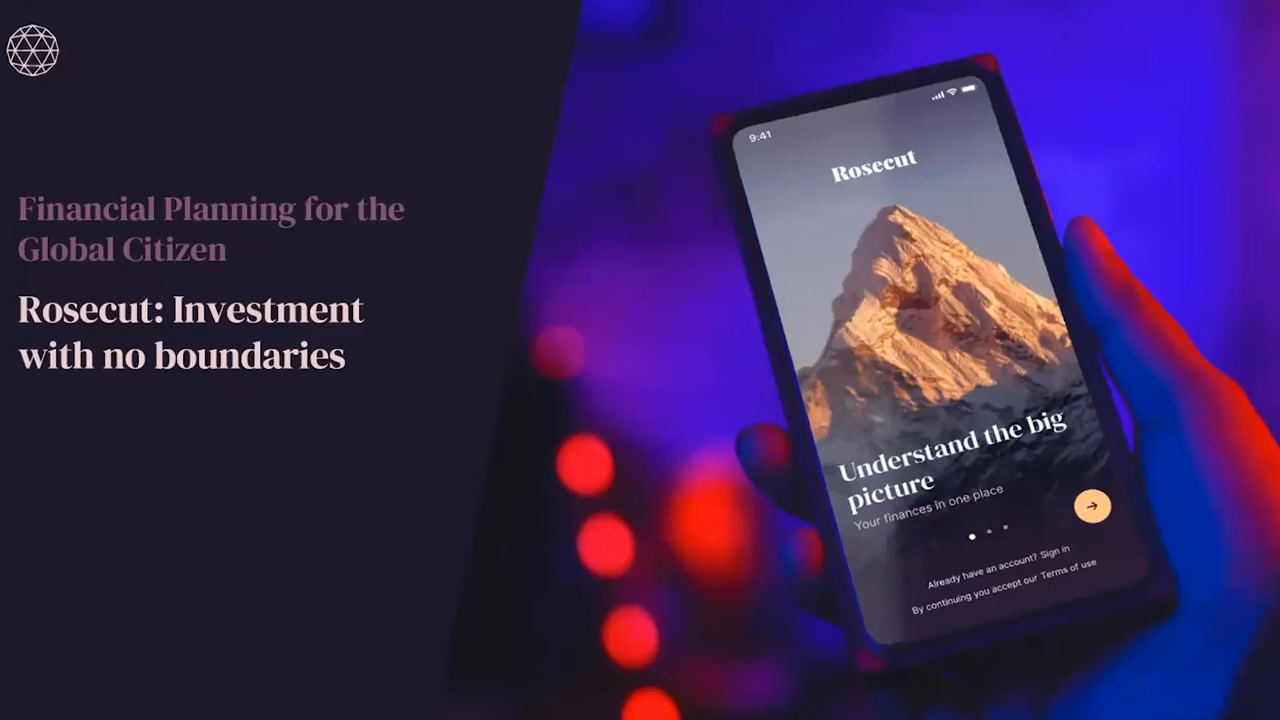 Financial Planning for the
Global Citizen
Rosecut: Investment
with no boundaries
9:41
Rosecut
Understand the big
picture
Your finances in one place
Already have an account? Sign in
By continuing you accept our Terms of use